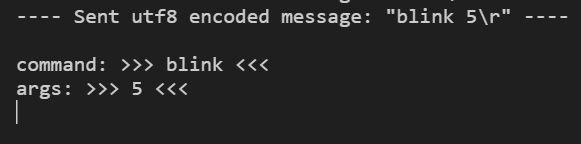 ---- Sent utf8 encoded message: "blink 5\r" ----
command: >>> blink <<<
args: >>> 5 <<<